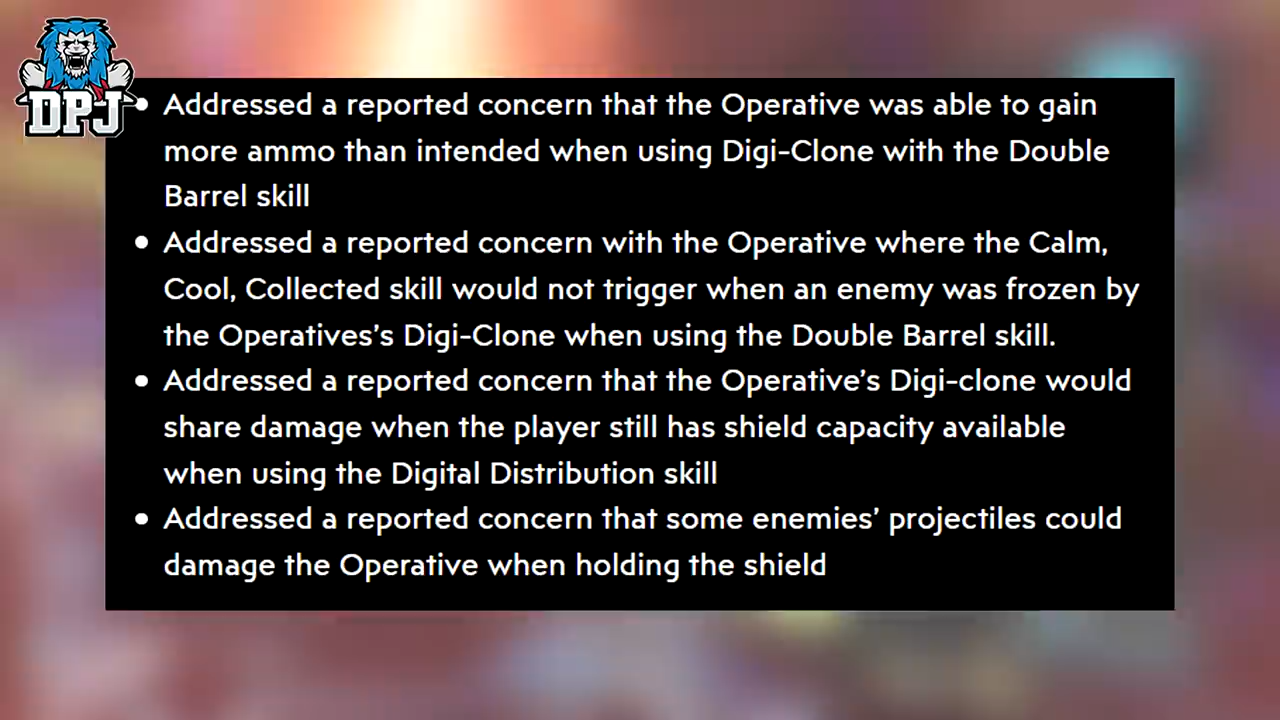 DPJ
• Addressed a reported concern that the Operative was able to gain
more ammo than intended when using Digi-Clone with the Double
Barrel skill
• Addressed a reported concern with the Operative where the Calm,
Cool, Collected skill would not trigger when an enemy was frozen by
the Operatives's Digi-Clone when using the Double Barrel skill.
• Addressed a reported concern that the Operative’s Digi-clone would
share damage when the player still has shield capacity available
when using the Digital Distribution skill
• Addressed a reported concern that some enemies’ projectiles could
damage the Operative when holding the shield